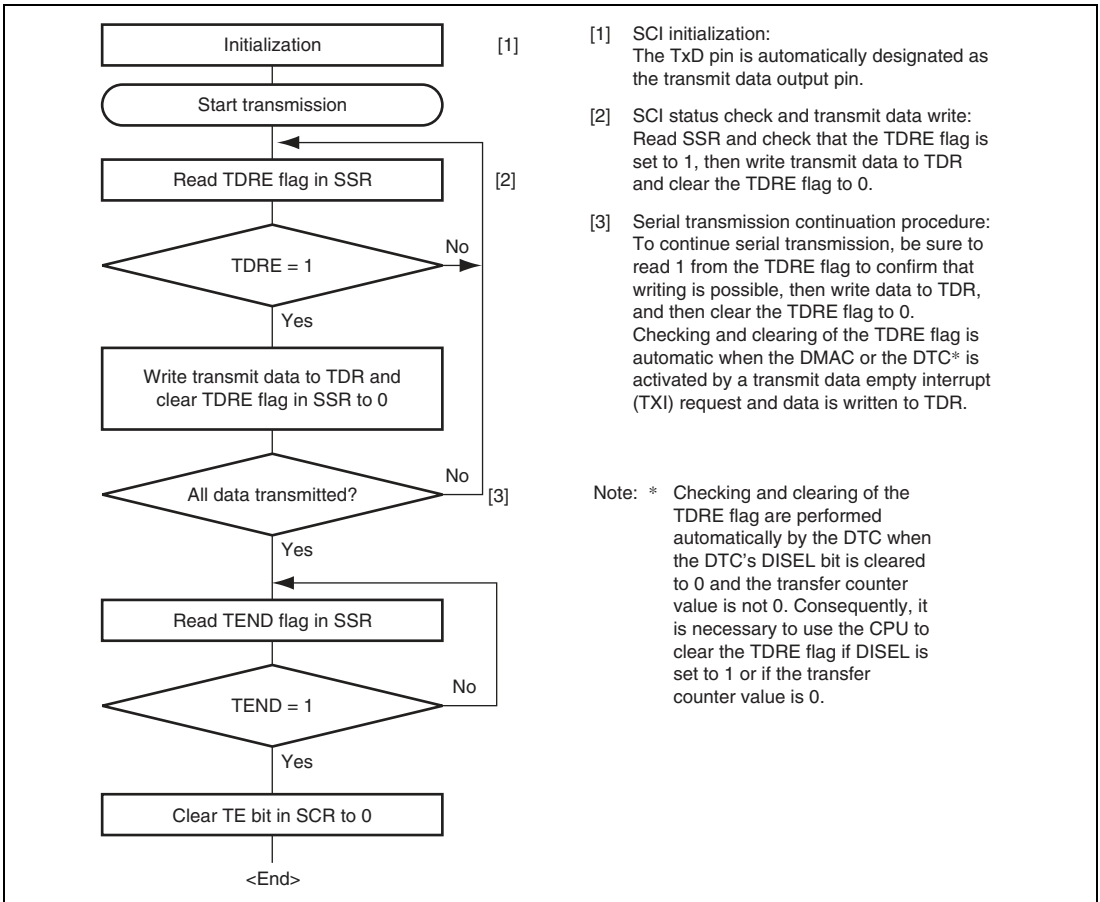 Initialization [1]
Start transmission
Read TDRE flag in SSR [2]
No
TDRE = 1
Yes
Write transmit data to TDR and
clear TDRE flag in SSR to 0
No
All data transmitted? [3]
Yes
Read TEND flag in SSR
No
TEND = 1
Yes
Clear TE bit in SCR to 0
<End>
[1] SCI initialization:
The TxD pin is automatically designated as
the transmit data output pin.
[2] SCI status check and transmit data write:
Read SSR and check that the TDRE flag is
set to 1, then write transmit data to TDR
and clear the TDRE flag to 0.
[3] Serial transmission continuation procedure:
To continue serial transmission, be sure to
read 1 from the TDRE flag to confirm that
writing is possible, then write data to TDR,
and then clear the TDRE flag to 0.
Checking and clearing of the TDRE flag is
automatic when the DMAC or the DTC* is
activated by a transmit data empty interrupt
(TXI) request and data is written to TDR.
Note: * Checking and clearing of the
TDRE flag are performed
automatically by the DTC when
the DTC's DISEL bit is cleared
to 0 and the transfer counter
value is not 0. Consequently, it
is necessary to use the CPU to
clear the TDRE flag if DISEL is
set to 1 or if the transfer
counter value is 0.